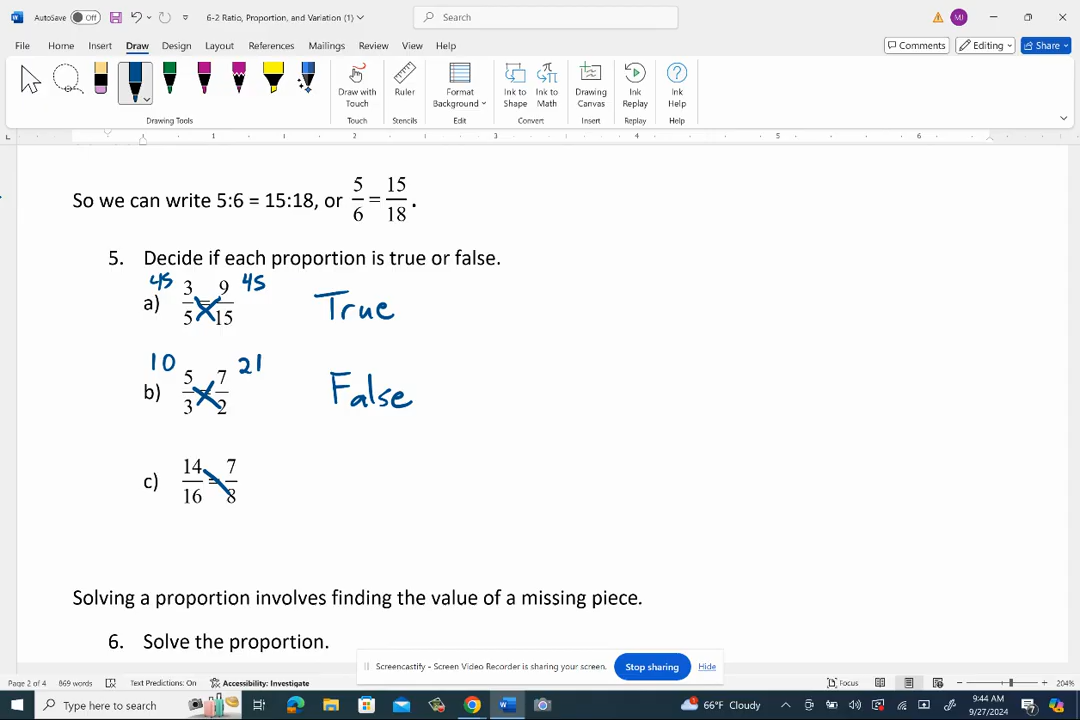 AutoSave Off 6-2 Ratio, Proportion, and Variation (1) Search MJ
File Home Insert Draw Design Layout References Mailings Review View Help Comments Editing Share
Draw with Touch Ruler Format Background Ink to Shape Ink to Math Drawing Canvas Ink Replay Ink Help
Drawing Tools Touch Stencils Edit Convert Insert Replay Help
1 2 3 4 5 6
So we can write 5:6 = 15:18, or 5/6 = 15/18.
5. Decide if each proportion is true or false.
45 45
a) 3/5 = 9/15 True
10 21
b) 5/3 = 7/2 False
c) 14/16 = 7/8
Solving a proportion involves finding the value of a missing piece.
6. Solve the proportion.
Screencastify - Screen Video Recorder is sharing your screen. Stop sharing Hide
Page 2 of 4 869 words Text Predictions: On Accessibility: Investigate Focus 204%
Type here to search 66°F Cloudy 9:44 AM
9/27/2024